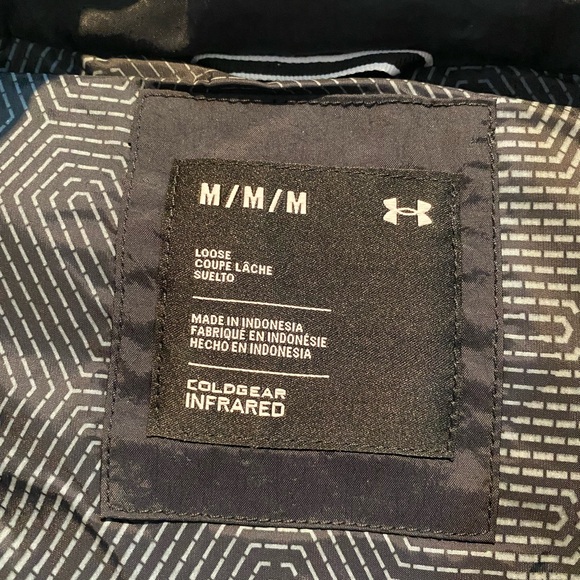 M/M/M
LOOSE
COUPE LÂCHE
SUELTO
MADE IN INDONESIA
FABRIQUÉ EN INDONÉSIE
HECHO EN INDONESIA
COLDGEAR
INFRARED